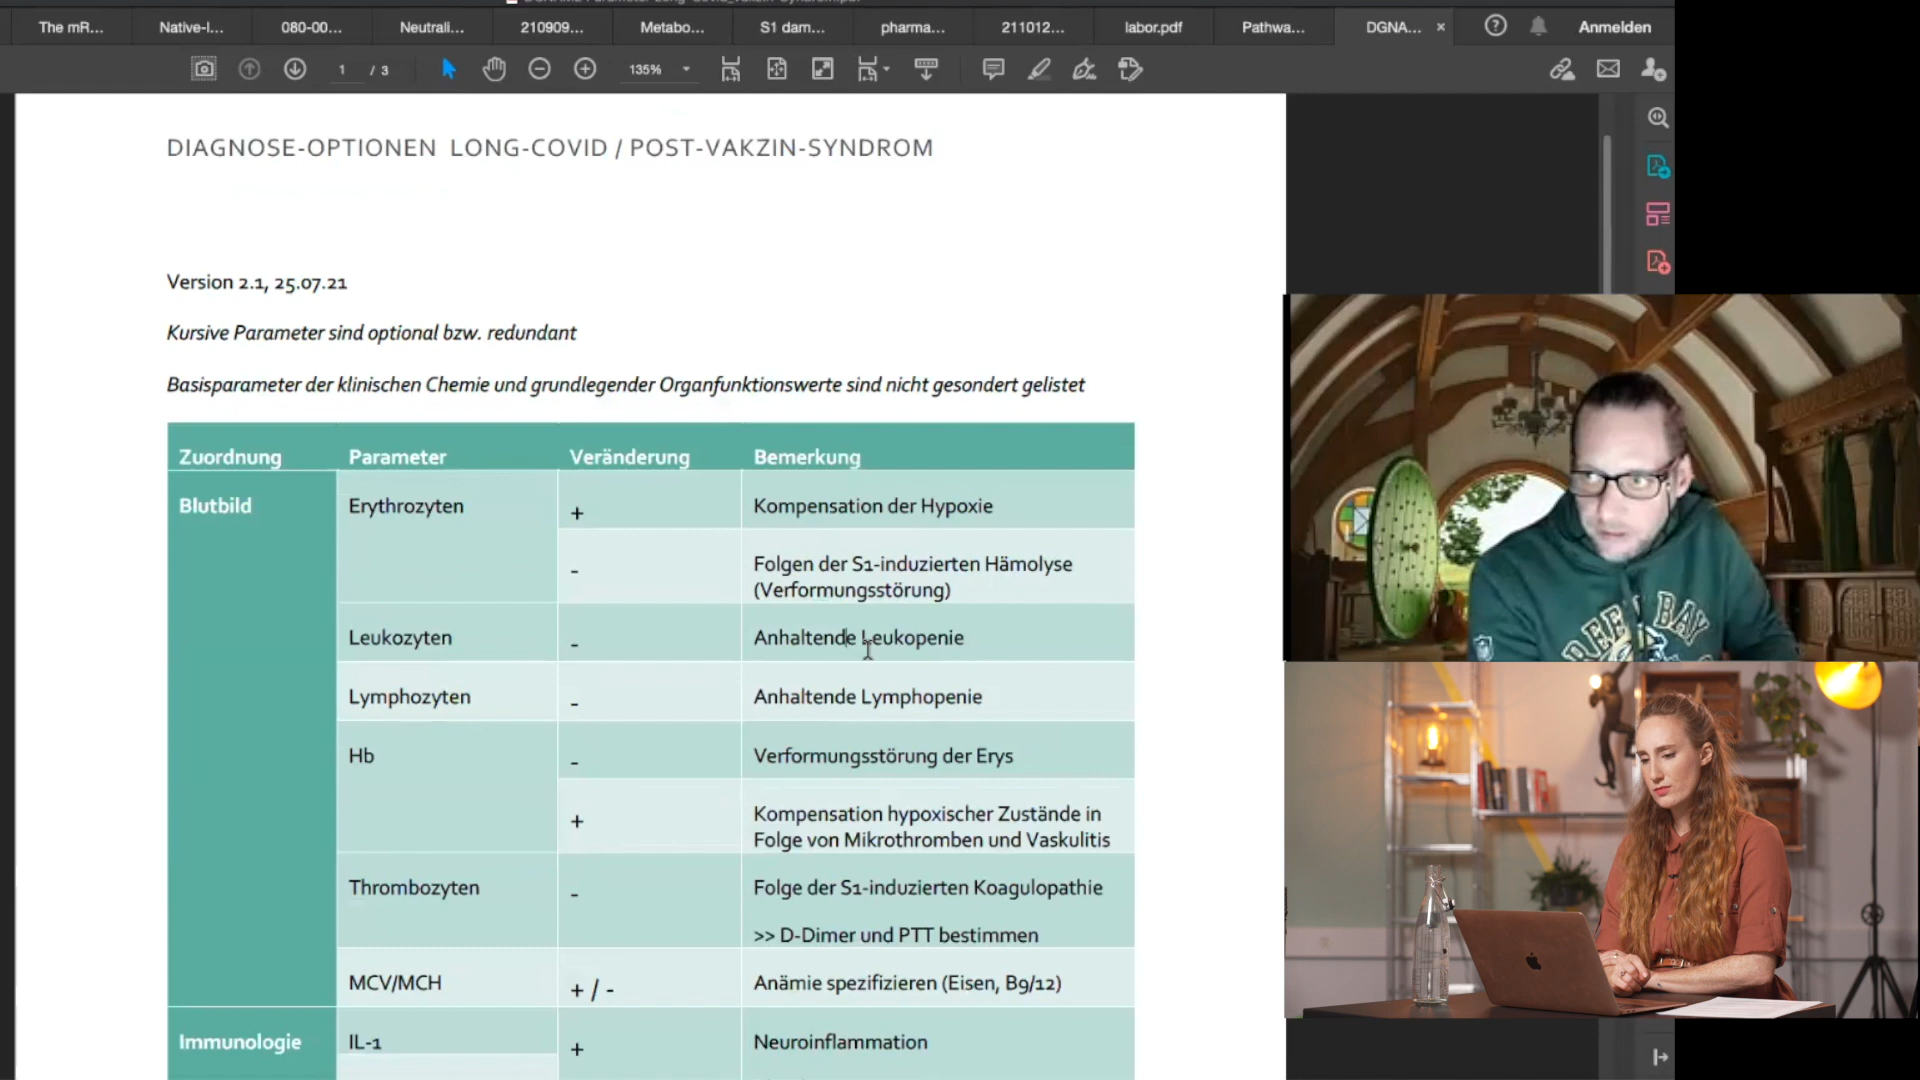 The mR...
Native-I...
080-00...
Neutrali...
210909...
Metabo...
S1 dam...
pharma...
211012...
labor.pdf
Pathwa...
DGNA...
Anmelden
1 / 3
135%
DIAGNOSE-OPTIONEN LONG-COVID / POST-VAKZIN-SYNDROM
Version 2.1, 25.07.21
Kursive Parameter sind optional bzw. redundant
Basisparameter der klinischen Chemie und grundlegender Organfunktionswerte sind nicht gesondert gelistet
Zuordnung Parameter Veränderung Bemerkung
Blutbild Erythrozyten + Kompensation der Hypoxie
- Folgen der S1-induzierten Hämolyse
(Verformungsstörung)
Leukozyten - Anhaltende Leukopenie
Lymphozyten - Anhaltende Lymphopenie
Hb - Verformungsstörung der Erys
+ Kompensation hypoxischer Zustände in
Folge von Mikrothromben und Vaskulitis
Thrombozyten - Folge der S1-induzierten Koagulopathie
>> D-Dimer und PTT bestimmen
MCV/MCH + / - Anämie spezifizieren (Eisen, B9/12)
Immunologie IL-1 + Neuroinflammation
GREEN BAY